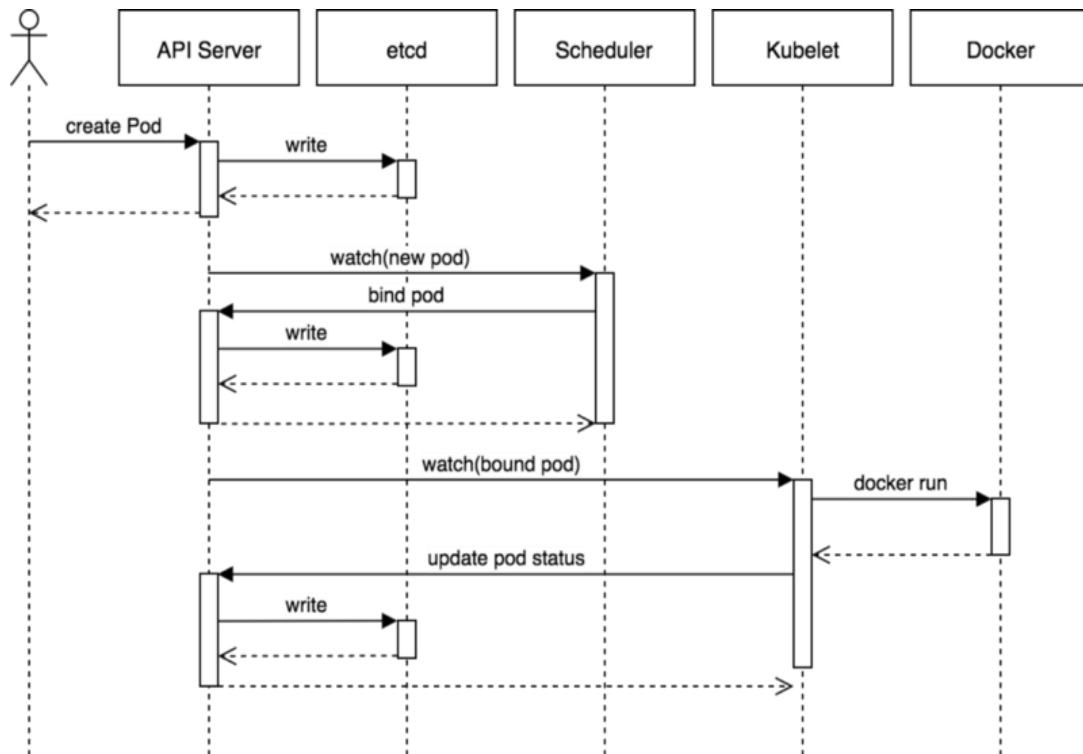 API Server
etcd
Scheduler
Kubelet
Docker
create Pod
write
watch(new pod)
bind pod
write
watch(bound pod)
docker run
update pod status
write